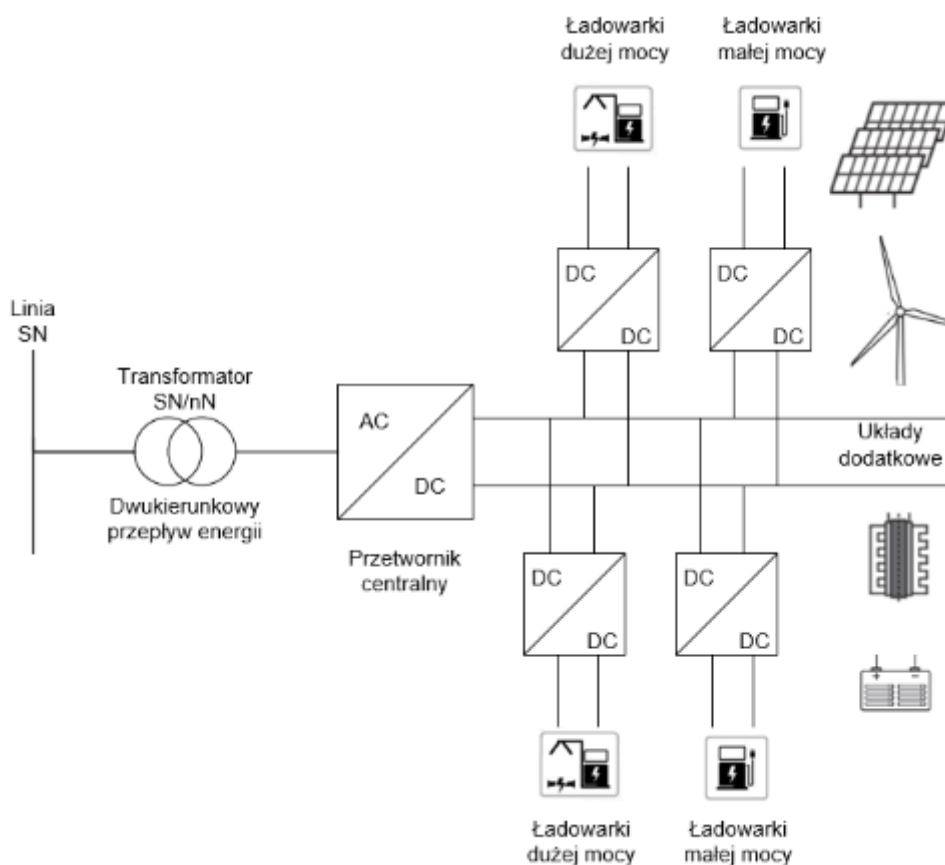 Ładowarki
dużej mocy
Ładowarki
małej mocy
DC
DC
DC
DC
Linia
SN
Transformator
SN/nN
Dwukierunkowy
przepływ energii
AC
DC
Przetwornik
centralny
Układy
dodatkowe
DC
DC
DC
DC
+ −
Ładowarki
dużej mocy
Ładowarki
małej mocy